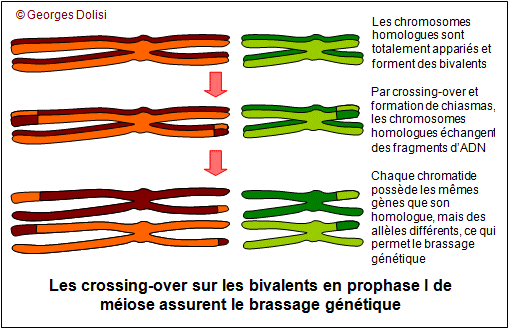 © Georges Dolisi
Les chromosomes
homologues sont
totalement appariés et
forment des bivalents
Par crossing-over et
formation de chiasmas,
les chromosomes
homologues échangent
des fragments d'ADN
Chaque chromatide
possède les mêmes
gènes que son
homologue, mais des
allèles différents, ce qui
permet le brassage
génétique
Les crossing-over sur les bivalents en prophase I de
méiose assurent le brassage génétique